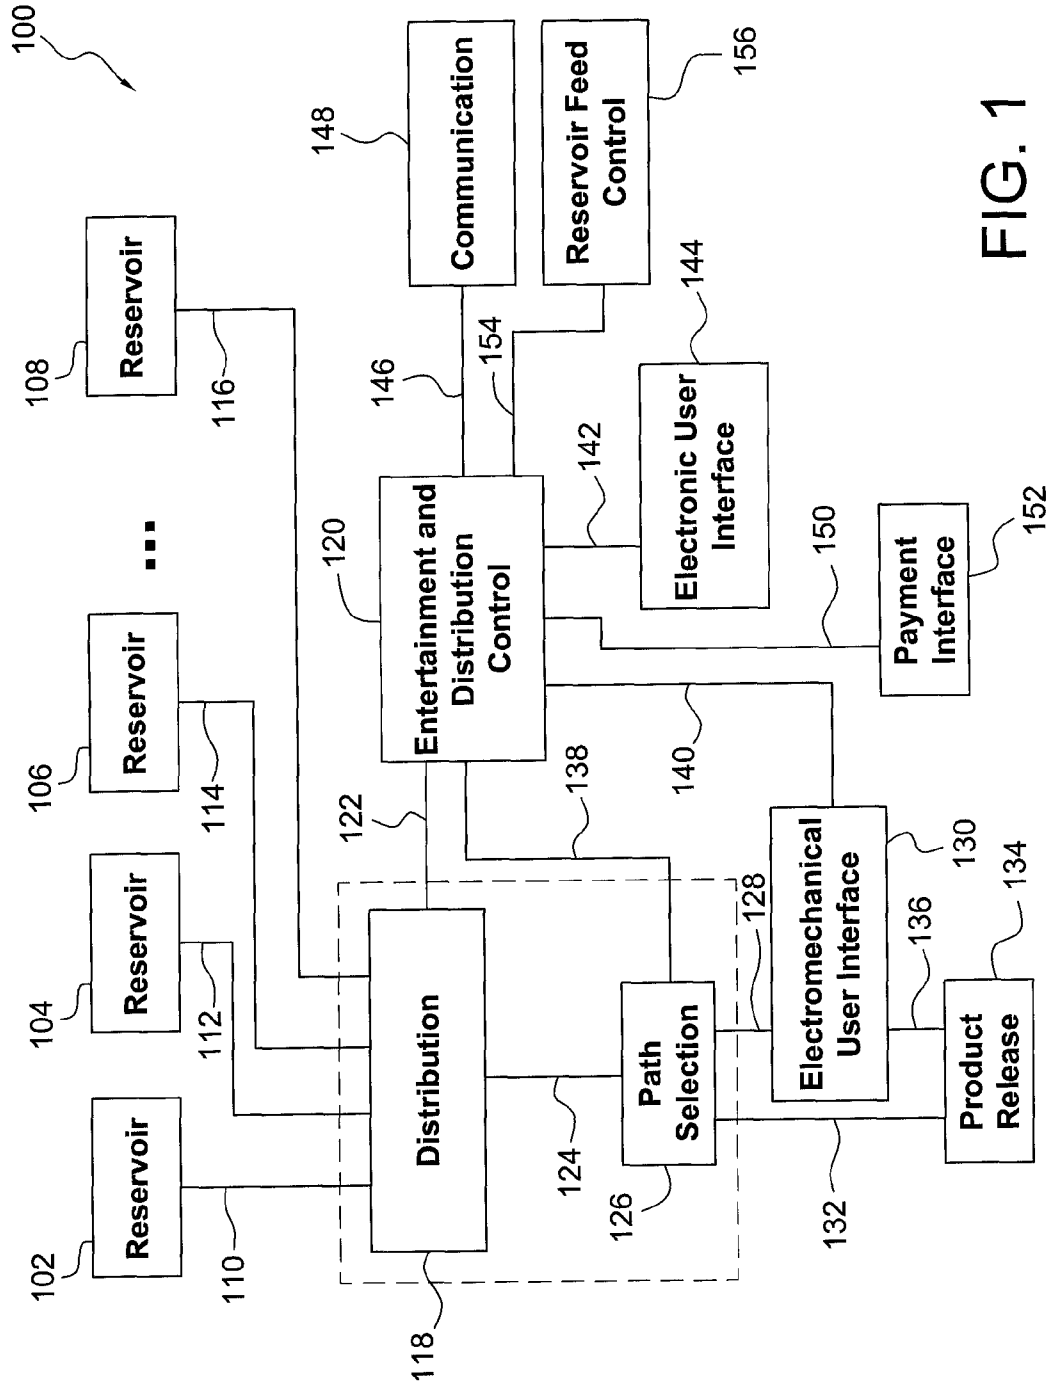 100
102
Reservoir
104
Reservoir
106
Reservoir
...
108
Reservoir
110
112
114
116
118
Distribution
122
120
Entertainment and
Distribution
Control
146
148
Communication
154
Reservoir Feed
Control
156
124
126
Path
Selection
138
142
Electronic User
Interface
144
128
132
Electromechanical
User Interface
130
140
150
Payment
Interface
152
136
Product
Release
134
FIG. 1